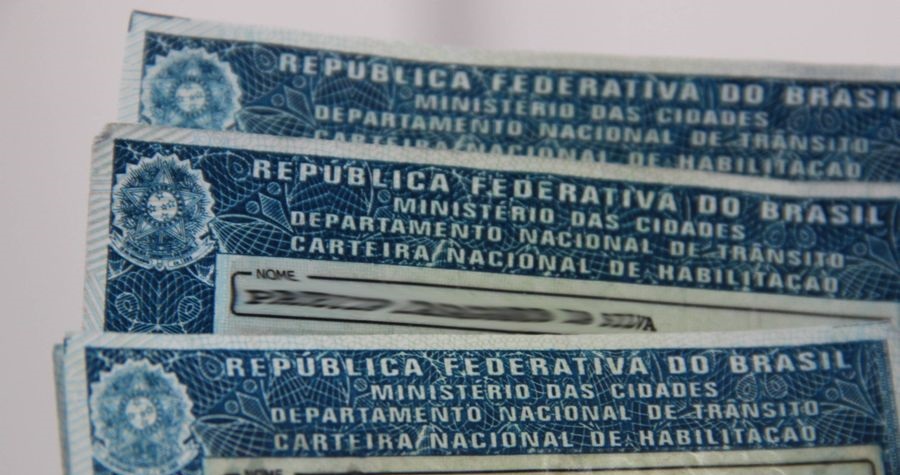 REPÚBLICA FEDERATIVA DO BRASIL
MINISTÉRIO DAS CIDADES
DEPARTAMENTO NACIONAL DE TRÂNSITO
CARTEIRA NACIONAL DE HABILITAÇÃO
REPÚBLICA FEDERATIVA DO BRASIL
MINISTÉRIO DAS CIDADES
DEPARTAMENTO NACIONAL DE TRÂNSITO
CARTEIRA NACIONAL DE HABILITAÇÃO
NOME
REPÚBLICA FEDERATIVA DO BRASIL
MINISTÉRIO DAS CIDADES
DEPARTAMENTO NACIONAL DE TRÂNSITO
CARTEIRA NACIONAL DE HABILITAÇÃO
NOME